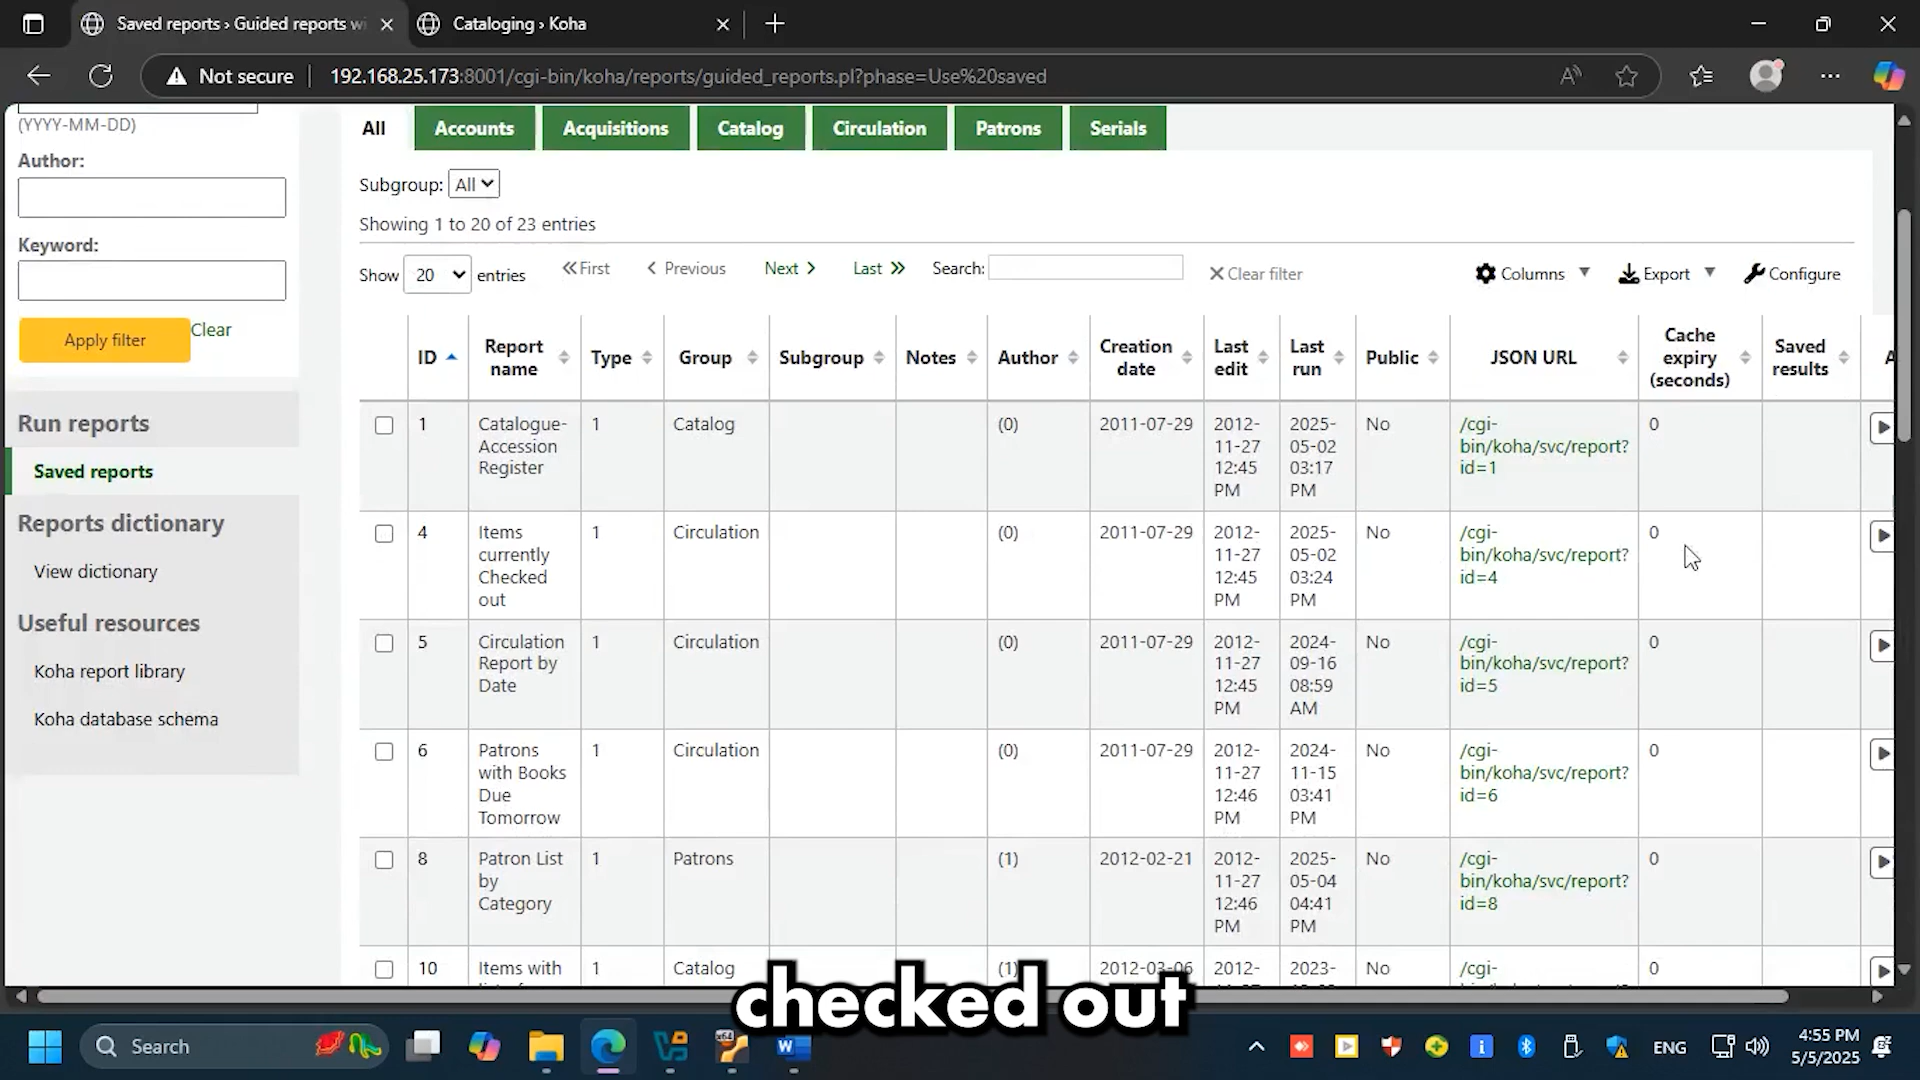 Saved reports › Guided reports wi
Cataloging › Koha
Not secure
192.168.25.173:8001/cgi-bin/koha/reports/guided_reports.pl?phase=Use%20saved
(YYYY-MM-DD)
Author:
Keyword:
Apply filter
Clear
Run reports
Saved reports
Reports dictionary
View dictionary
Useful resources
Koha report library
Koha database schema
All Accounts Acquisitions Catalog Circulation Patrons Serials
Subgroup: All
Showing 1 to 20 of 23 entries
Show 20 entries First Previous Next Last Search: Clear filter Columns Export Configure
ID Report name Type Group Subgroup Notes Author Creation date Last edit Last run Public JSON URL Cache expiry (seconds) Saved results
1 Catalogue-Accession Register 1 Catalog (0) 2011-07-29 2012-11-27 12:45 PM 2025-05-02 03:17 PM No /cgi-bin/koha/svc/report?id=1 0
4 Items currently Checked out 1 Circulation (0) 2011-07-29 2012-11-27 12:45 PM 2025-05-02 03:24 PM No /cgi-bin/koha/svc/report?id=4 0
5 Circulation Report by Date 1 Circulation (0) 2011-07-29 2012-11-27 12:45 PM 2024-09-16 08:59 AM No /cgi-bin/koha/svc/report?id=5 0
6 Patrons with Books Due Tomorrow 1 Circulation (0) 2011-07-29 2012-11-27 12:46 PM 2024-11-15 03:41 PM No /cgi-bin/koha/svc/report?id=6 0
8 Patron List by Category 1 Patrons (1) 2012-02-21 2012-11-27 12:46 PM 2025-05-04 04:41 PM No /cgi-bin/koha/svc/report?id=8 0
10 Items with 1 Catalog (1) 2012-03-06 2012- 2023- No /cgi- 0
checked out
Search
ENG
4:55 PM
5/5/2025